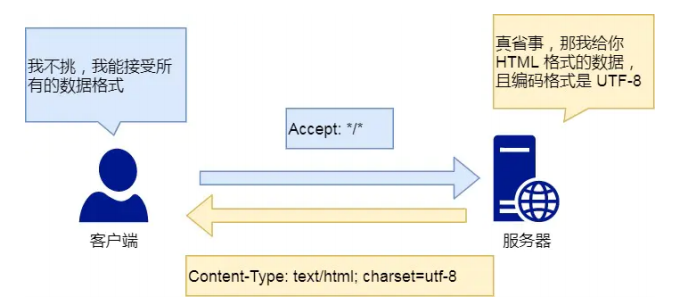 我不挑，我能接受所
有的数据格式
真省事，那我给你
HTML 格式的数据，
且编码格式是 UTF-8
Accept: */*
客户端
服务器
Content-Type: text/html; charset=utf-8